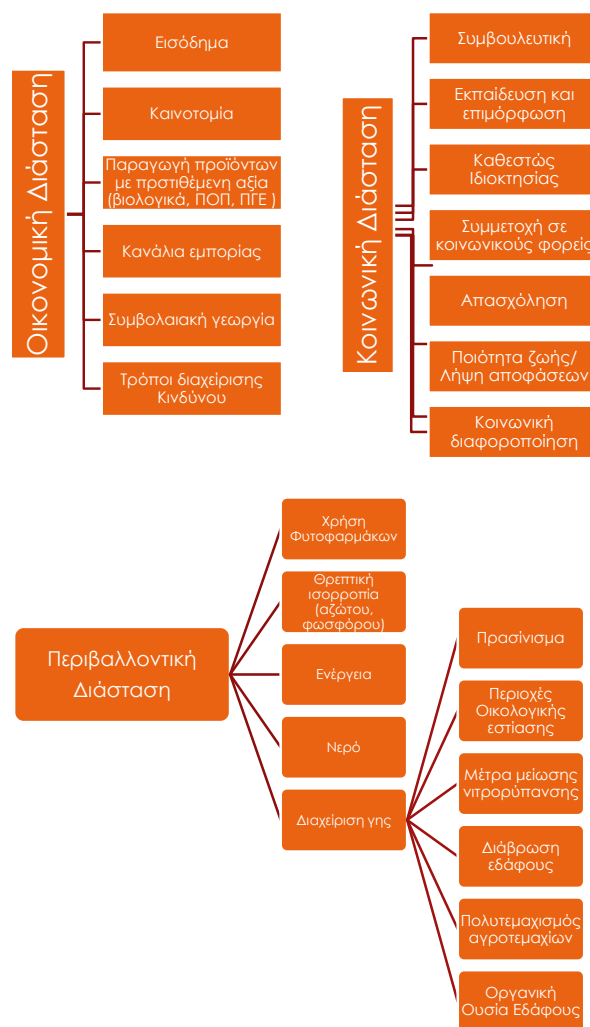 Οικονομική Διάσταση
Εισόδημα
Καινοτομία
Παραγωγή προϊόντων
με πρστιθέμενη αξία
(βιολογικά, ΠΟΠ, ΠΓΕ )
Κανάλια εμπορίας
Συμβολαιακή γεωργία
Τρόποι διαχείρισης
Κινδύνου
Κοινωνική Διάσταση
Συμβουλευτική
Εκπαίδευση και
επιμόρφωση
Καθεστώς
Ιδιοκτησίας
Συμμετοχή σε
κοινωνικούς φορείς
Απασχόληση
Ποιότητα ζωής/
Λήψη αποφάσεων
Κοινωνική
διαφοροποίηση
Περιβαλλοντική
Διάσταση
Χρήση
Φυτοφαρμάκων
Θρεπτική
ισορροπία
(αζώτου,
φωσφόρου)
Ενέργεια
Νερό
Διαχείριση γης
Πρασίνισμα
Περιοχές
Οικολογικής
εστίασης
Μέτρα μείωσης
νιτρορύπανσης
Διάβρωση
εδάφους
Πολυτεμαχισμός
αγροτεμαχίων
Οργανική
Ουσία Εδάφους